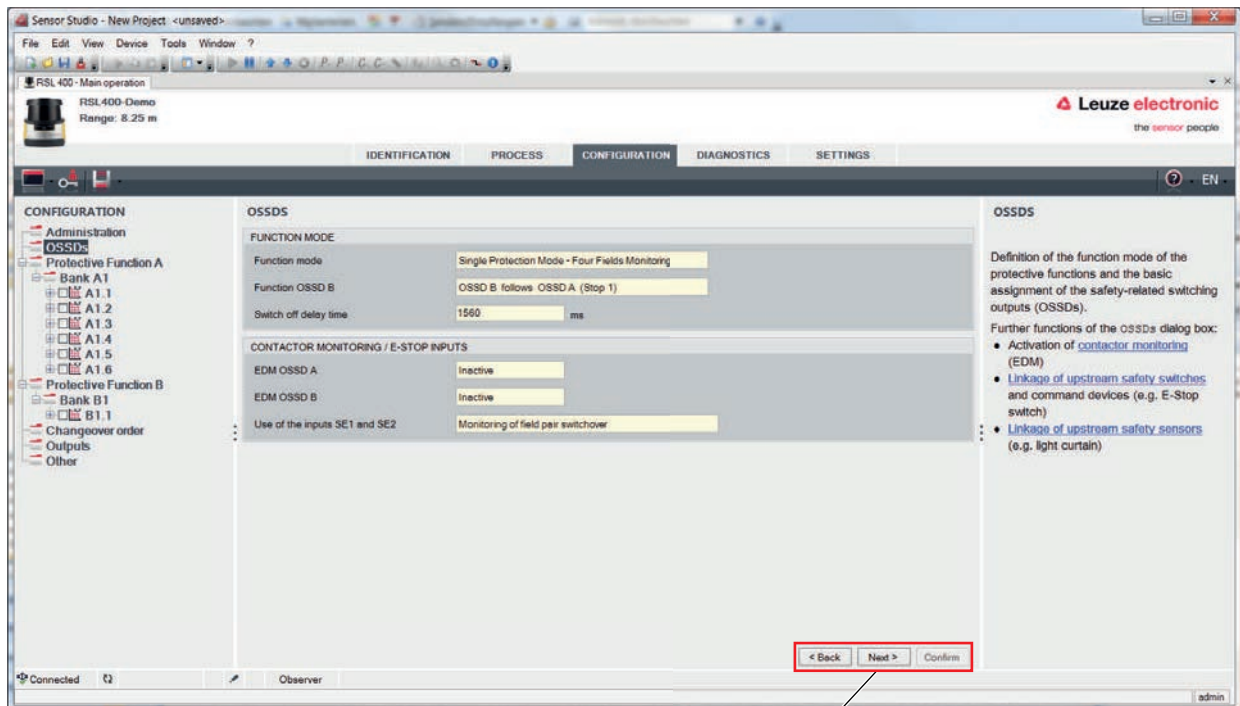 Sensor Studio - New Project <unsaved>
File Edit View Device Tools Window ?
RSL 400 - Main operation
RSL400-Demo
Range: 8.25 m
Leuze electronic
the sensor people
IDENTIFICATION PROCESS CONFIGURATION DIAGNOSTICS SETTINGS
EN
CONFIGURATION
Administration
OSSDs
Protective Function A
Bank A1
A1.1
A1.2
A1.3
A1.4
A1.5
A1.6
Protective Function B
Bank B1
B1.1
Changeover order
Outputs
Other
OSSDS
FUNCTION MODE
Function mode Single Protection Mode - Four Fields Monitoring
Function OSSD B OSSD B follows OSSD A (Stop 1)
Switch off delay time 1560 ms
CONTACTOR MONITORING / E-STOP INPUTS
EDM OSSD A Inactive
EDM OSSD B Inactive
Use of the inputs SE1 and SE2 Monitoring of field pair switchover
< Back Next > Confirm
OSSDS
Definition of the function mode of the
protective functions and the basic
assignment of the safety-related switching
outputs (OSSDs).
Further functions of the OSSDs dialog box:
• Activation of contactor monitoring
(EDM)
• Linkage of upstream safety switches
and command devices (e.g. E-Stop
switch)
• Linkage of upstream safety sensors
(e.g. light curtain)
Connected Observer
admin